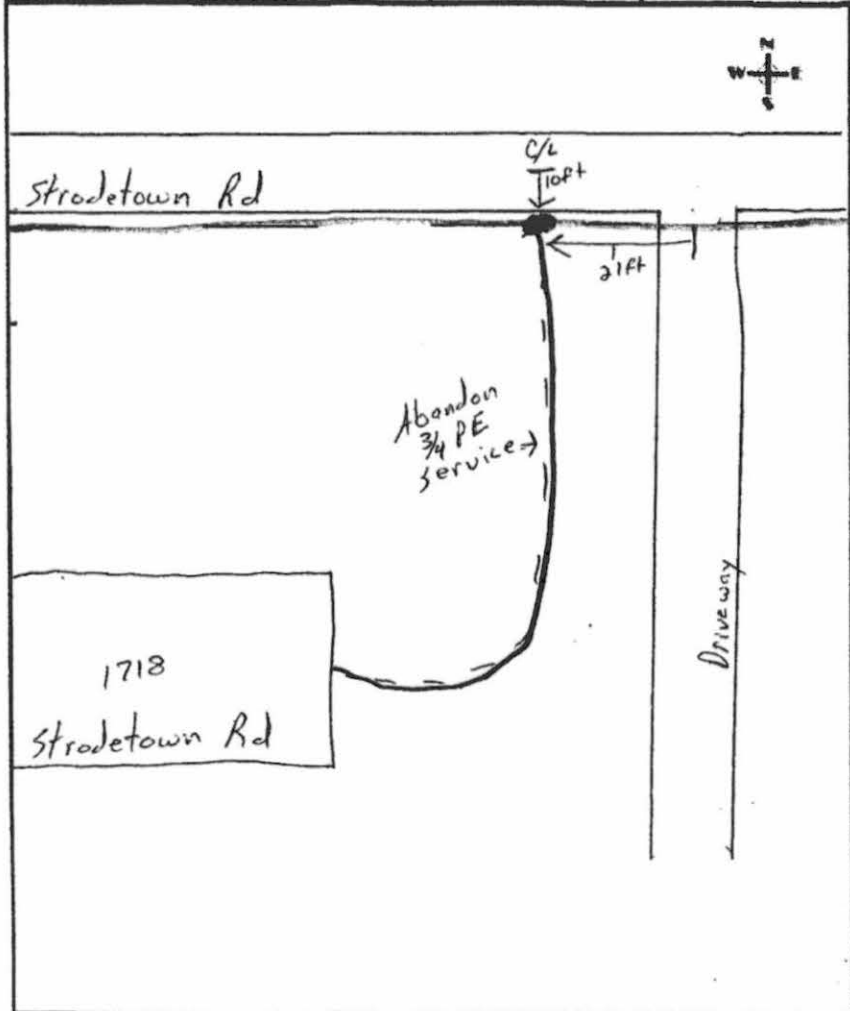 N
W E
S
C/L
10ft
Strodetown Rd
21ft
Abandon
3/4 PE
service
Driveway
1718
Strodetown Rd